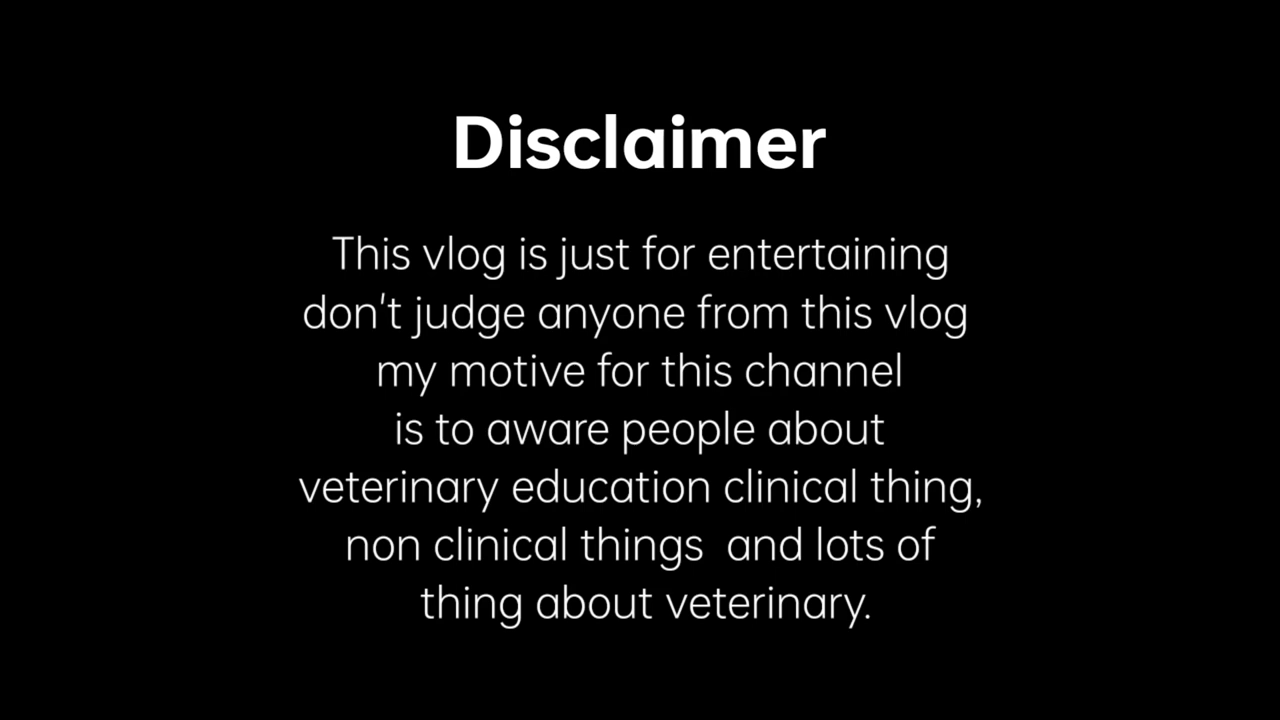 Disclaimer
This vlog is just for entertaining
don't judge anyone from this vlog
my motive for this channel
is to aware people about
veterinary education clinical thing,
non clinical things  and lots of
thing about veterinary.